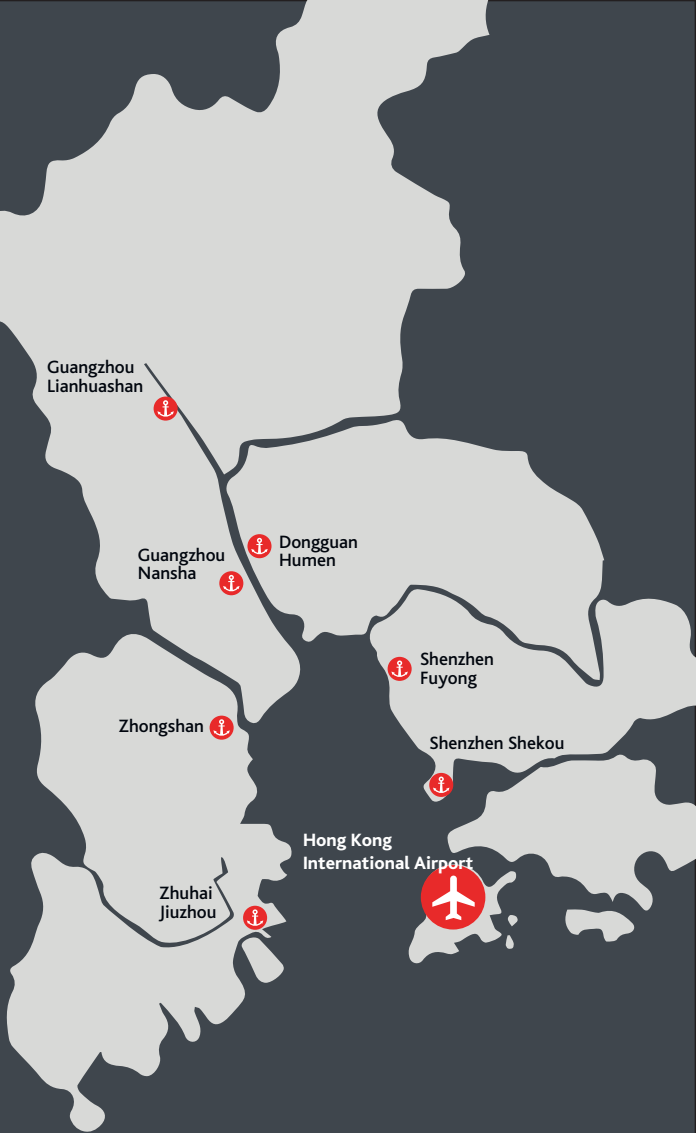 Guangzhou
Lianhuashan
Dongguan
Humen
Guangzhou
Nansha
Shenzhen
Fuyong
Zhongshan
Shenzhen Shekou
Hong Kong
International Airport
Zhuhai
Jiuzhou